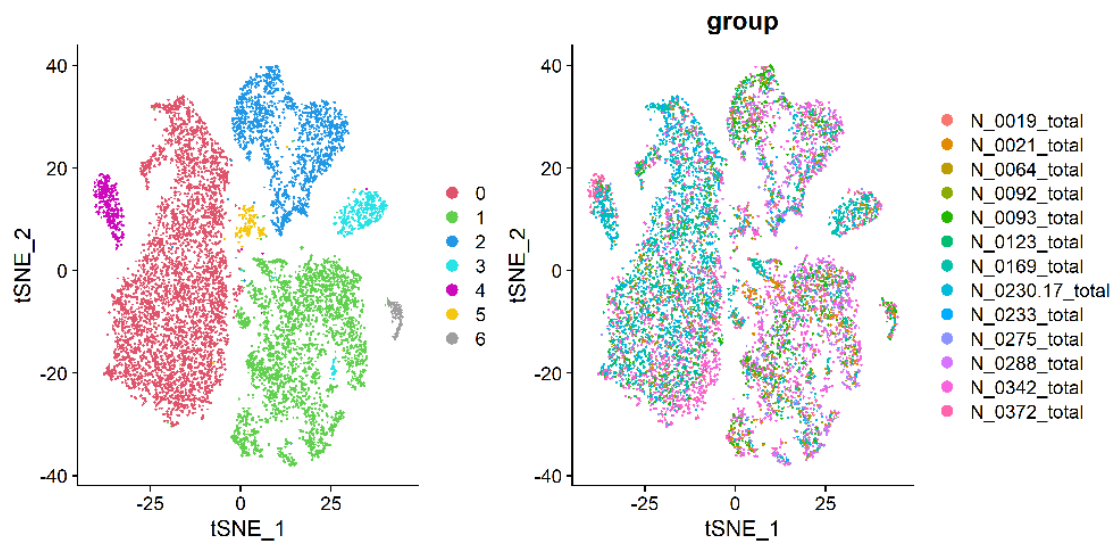 40
20
0
-20
-40
tSNE_2
-25
0
25
tSNE_1
0
1
2
3
4
5
6
group
40
20
0
-20
-40
tSNE_2
-25
0
25
tSNE_1
N_0019_total
N_0021_total
N_0064_total
N_0092_total
N_0093_total
N_0123_total
N_0169_total
N_0230.17_total
N_0233_total
N_0275_total
N_0288_total
N_0342_total
N_0372_total